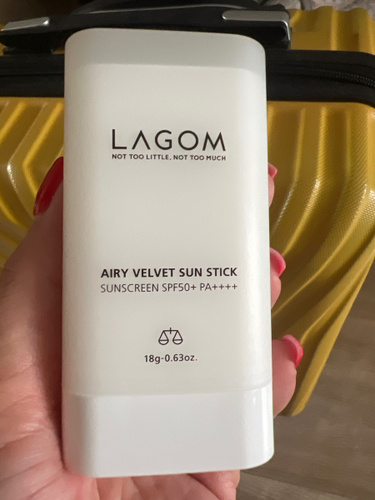 LAGOM
NOT TOO LITTLE, NOT TOO MUCH
AIRY VELVET SUN STICK
SUNSCREEN SPF50+ PA++++
18g-0.63oz.